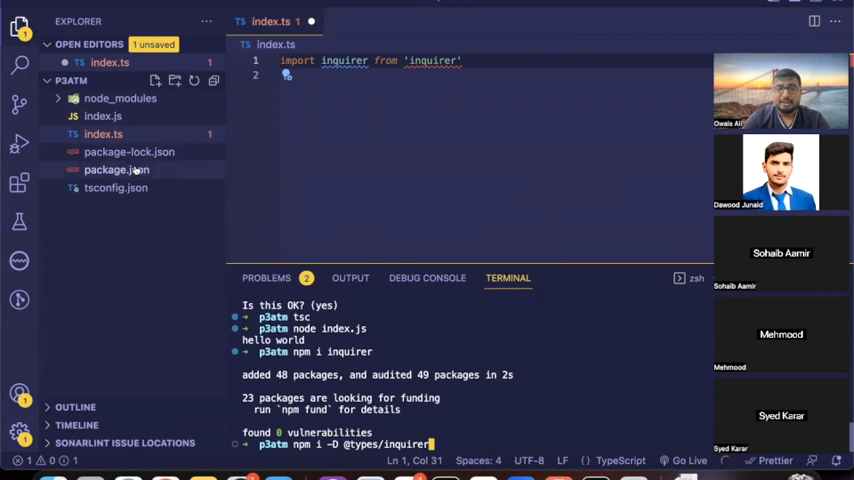 EXPLORER
TS index.ts
OPEN EDITORS 1 unsaved
TS index.ts 1
P3ATM
node_modules
JS index.js
TS index.ts 1
package-lock.json
package.json
TS tsconfig.json
OUTLINE
TIMELINE
SONARLINT ISSUE LOCATIONS
TS index.ts
1 import inquirer from 'inquirer'
2
PROBLEMS 2 OUTPUT DEBUG CONSOLE TERMINAL zsh
Is this OK? (yes)
→ p3atm tsc
→ p3atm node index.js
hello world
→ p3atm npm i inquirer
added 48 packages, and audited 49 packages in 2s
23 packages are looking for funding
run `npm fund` for details
found 0 vulnerabilities
→ p3atm npm i -D @types/inquirer
1 0 1 Ln 1, Col 31 Spaces: 4 UTF-8 LF {} TypeScript Go Live Prettier
Owais Ali
Dawood Junaid
Sohaib Aamir
Sohaib Aamir
Mehmood
Mehmood
Syed Karar
Syed Karar